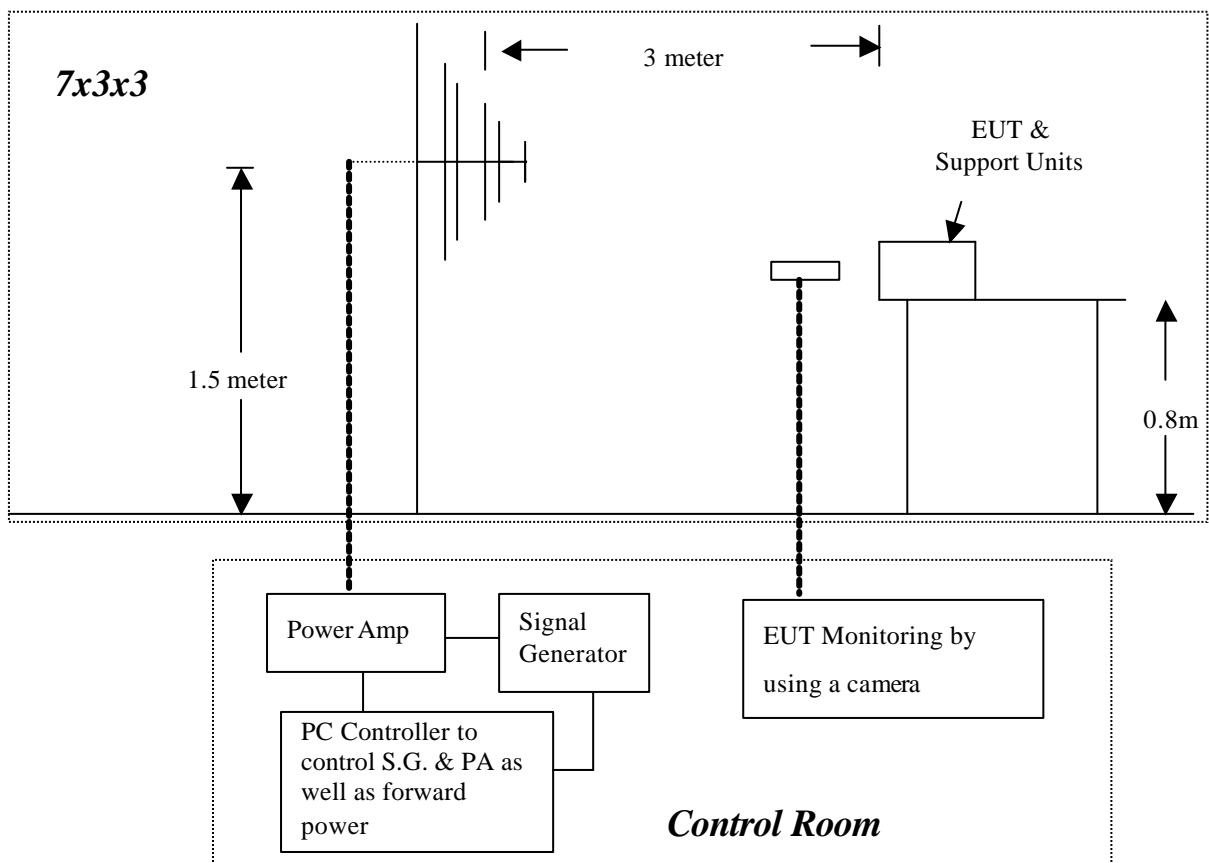 7x3x3
3 meter
EUT &
Support Units
1.5 meter
0.8m
Power Amp
Signal
Generator
EUT Monitoring by
using a camera
PC Controller to
control S.G. & PA as
well as forward
power
Control Room